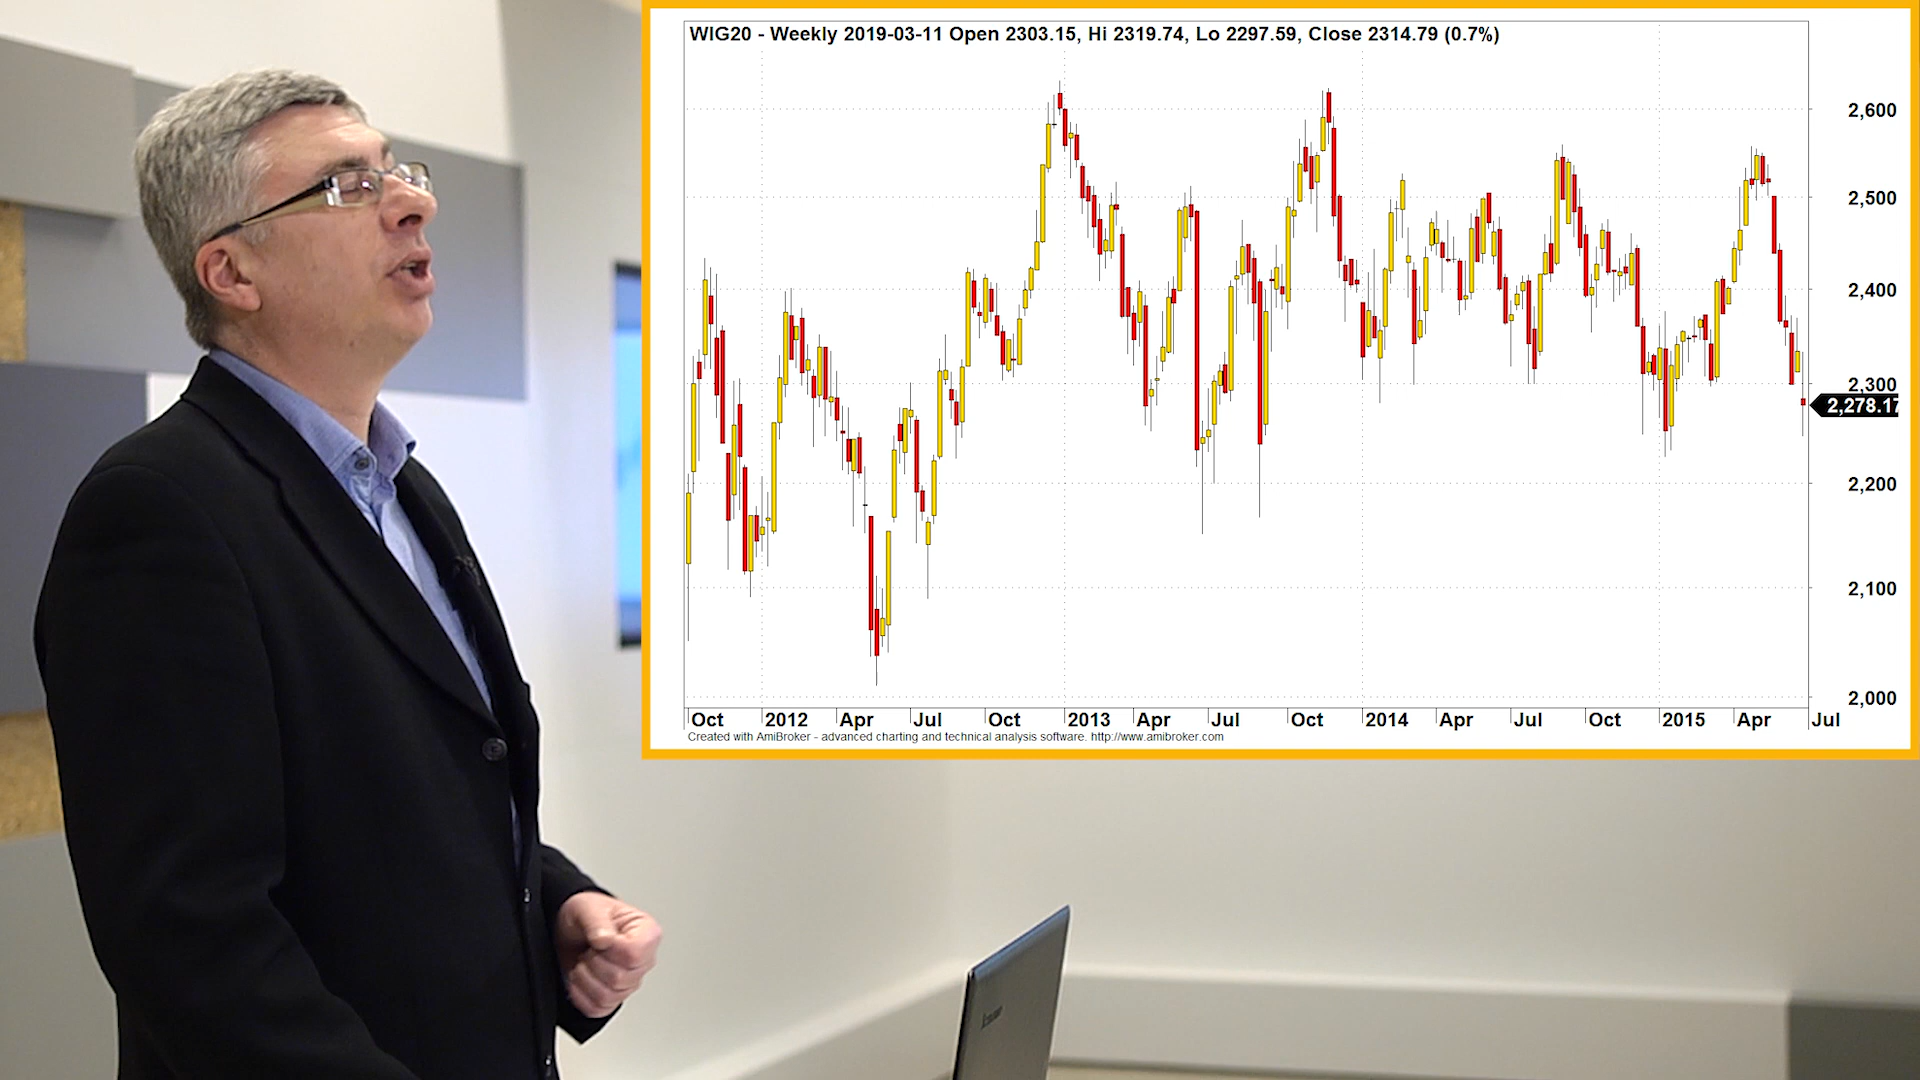 WIG20 - Weekly 2019-03-11 Open 2303.15, Hi 2319.74, Lo 2297.59, Close 2314.79 (0.7%)
2,600
2,500
2,400
2,300
2,278.17
2,200
2,100
2,000
Oct 2012 Apr Jul Oct 2013 Apr Jul Oct 2014 Apr Jul Oct 2015 Apr Jul
Created with AmiBroker - advanced charting and technical analysis software. http://www.amibroker.com
Lenovo